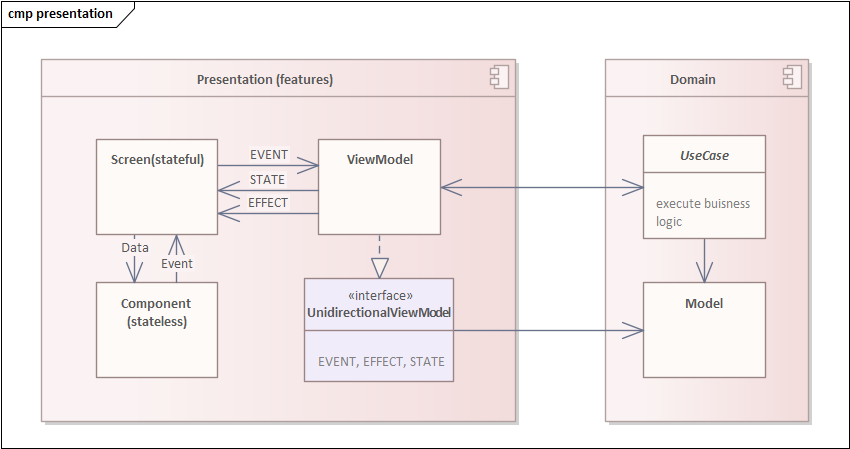 cmp presentation
Presentation (features)
Domain
Screen(stateful)
EVENT
STATE
EFFECT
ViewModel
UseCase
execute buisness
logic
Data
Event
Component
(stateless)
«interface»
UnidirectionalViewModel
EVENT, EFFECT, STATE
Model